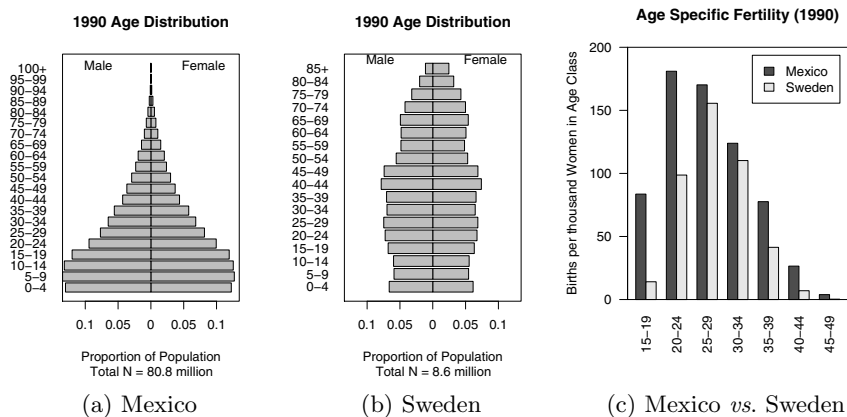 1990 Age Distribution
Male
Female
100+
95−99
90−94
85−89
80−84
75−79
70−74
65−69
60−64
55−59
50−54
45−49
40−44
35−39
30−34
25−29
20−24
15−19
10−14
5−9
0−4
0.1 0.05 0 0.05 0.1
Proportion of Population
Total N = 80.8 million
(a) Mexico
1990 Age Distribution
Male
Female
85+
80−84
75−79
70−74
65−69
60−64
55−59
50−54
45−49
40−44
35−39
30−34
25−29
20−24
15−19
10−14
5−9
0−4
0.1 0.05 0 0.05 0.1
Proportion of Population
Total N = 8.6 million
(b) Sweden
Age Specific Fertility (1990)
Births per thousand Women in Age Class
200
150
100
50
0
Mexico
Sweden
15−19
20−24
25−29
30−34
35−39
40−44
45−49
(c) Mexico vs. Sweden